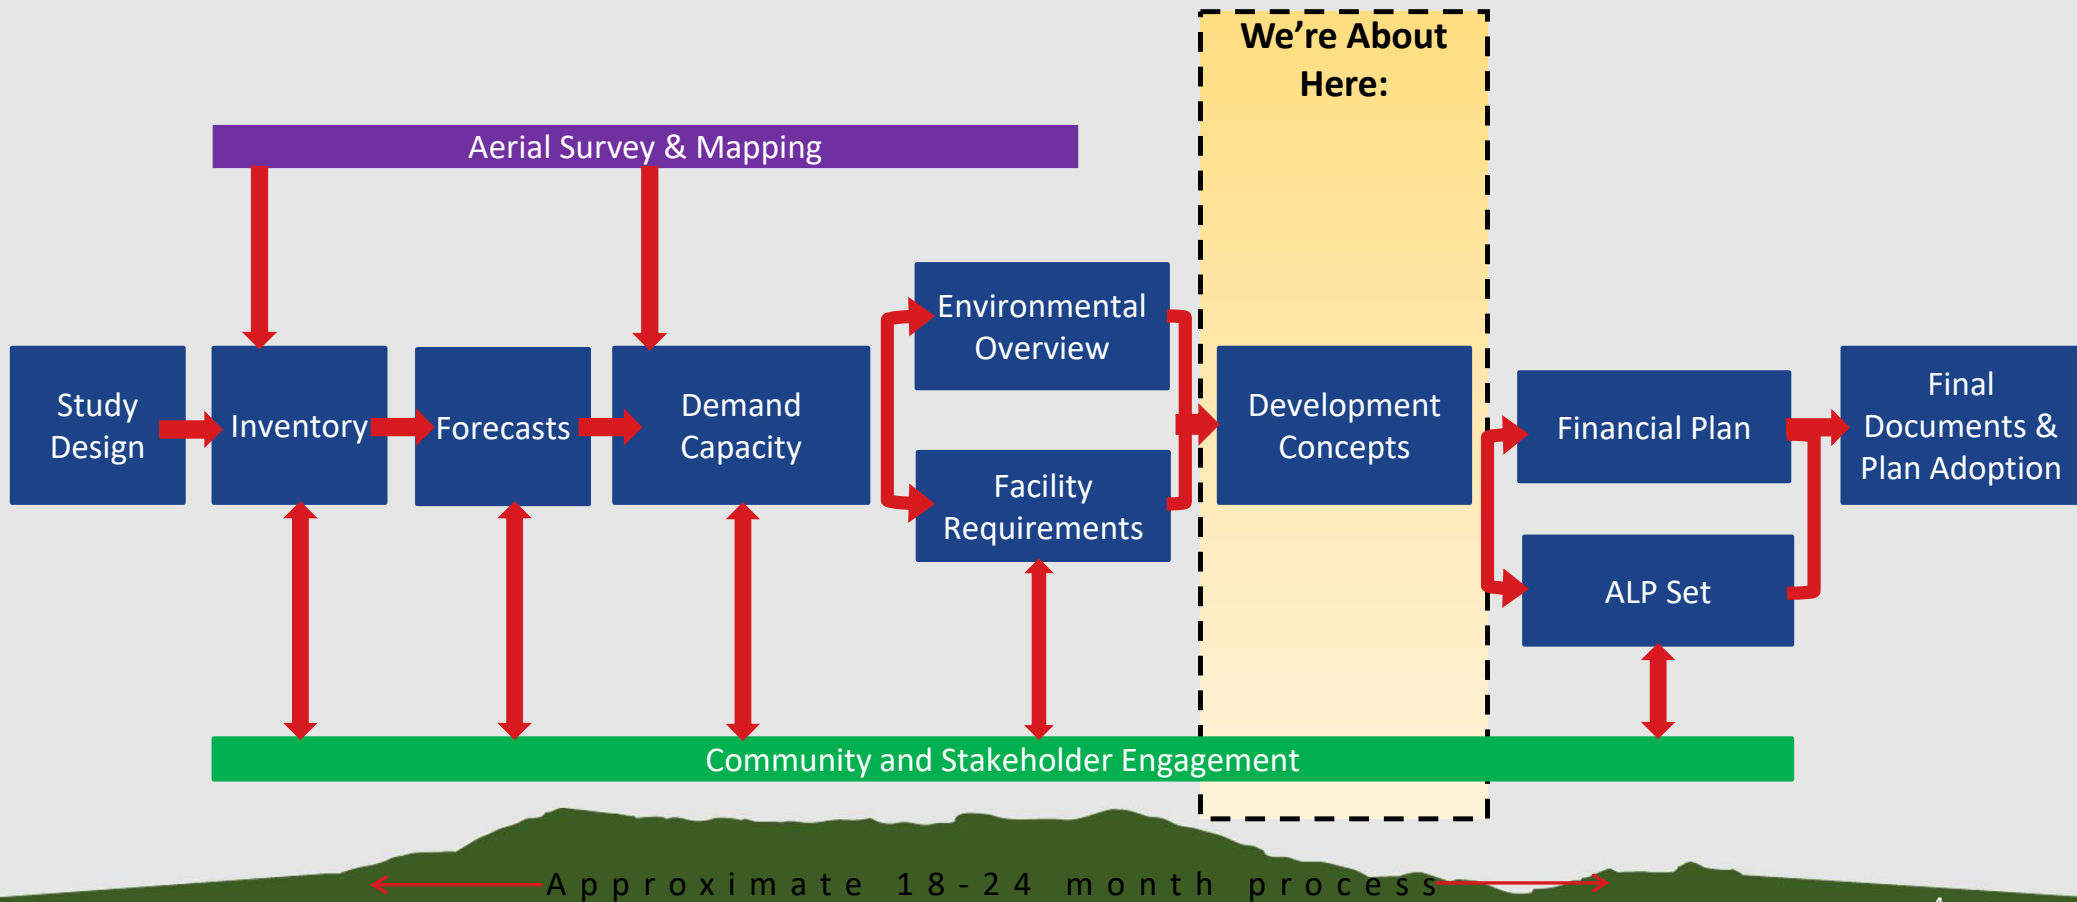 We’re About
Here:
Aerial Survey & Mapping
Study
Design
Inventory
Forecasts
Demand
Capacity
Environmental
Overview
Facility
Requirements
Development
Concepts
Financial Plan
ALP Set
Final
Documents &
Plan Adoption
Community and Stakeholder Engagement
Approximate 18-24 month process